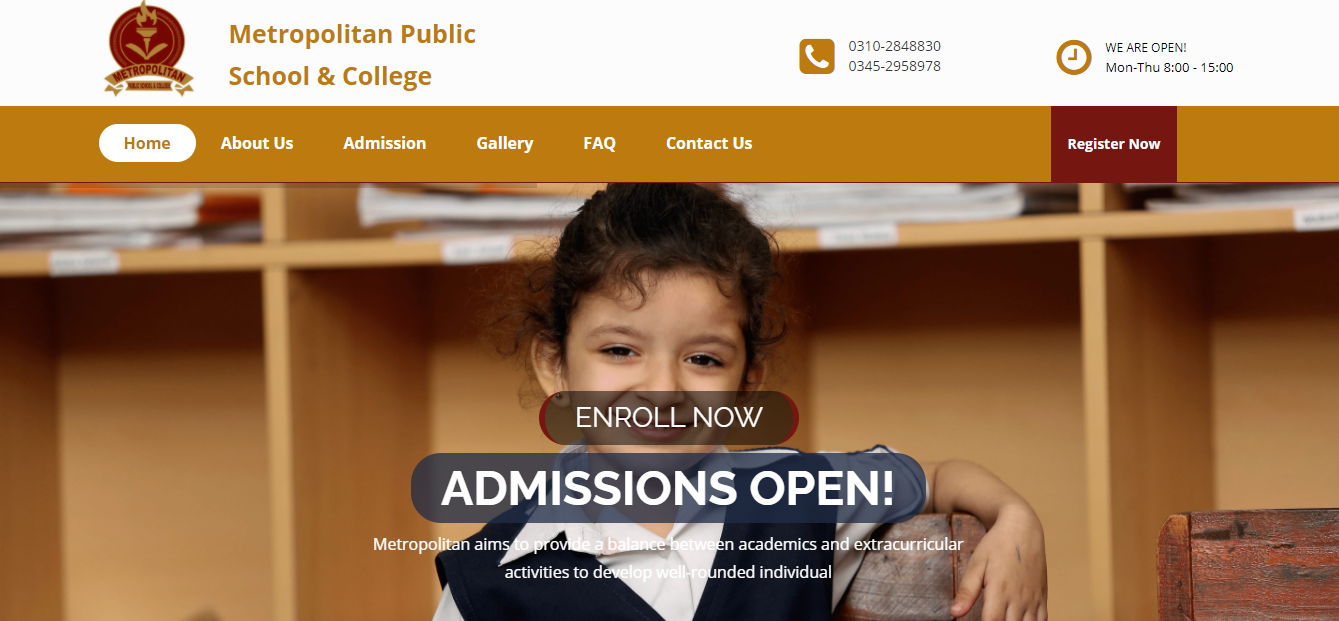 METROPOLITAN
PUBLIC SCHOOL & COLLEGE
Metropolitan Public
School & College
0310-2848830
0345-2958978
WE ARE OPEN!
Mon-Thu 8:00 - 15:00
Home
About Us
Admission
Gallery
FAQ
Contact Us
Register Now
ENROLL NOW
ADMISSIONS OPEN!
Metropolitan aims to provide a balance between academics and extracurricular
activities to develop well-rounded individual